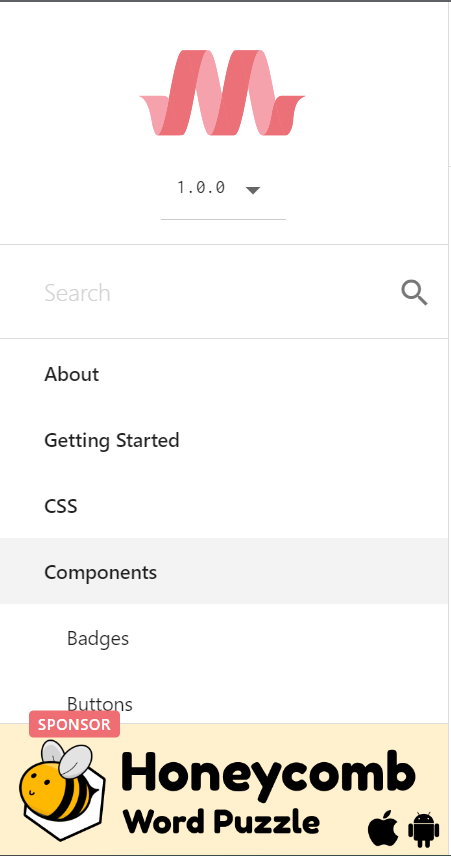 1.0.0
Search
About
Getting Started
CSS
Components
Badges
Buttons
SPONSOR
Honeycomb
Word Puzzle